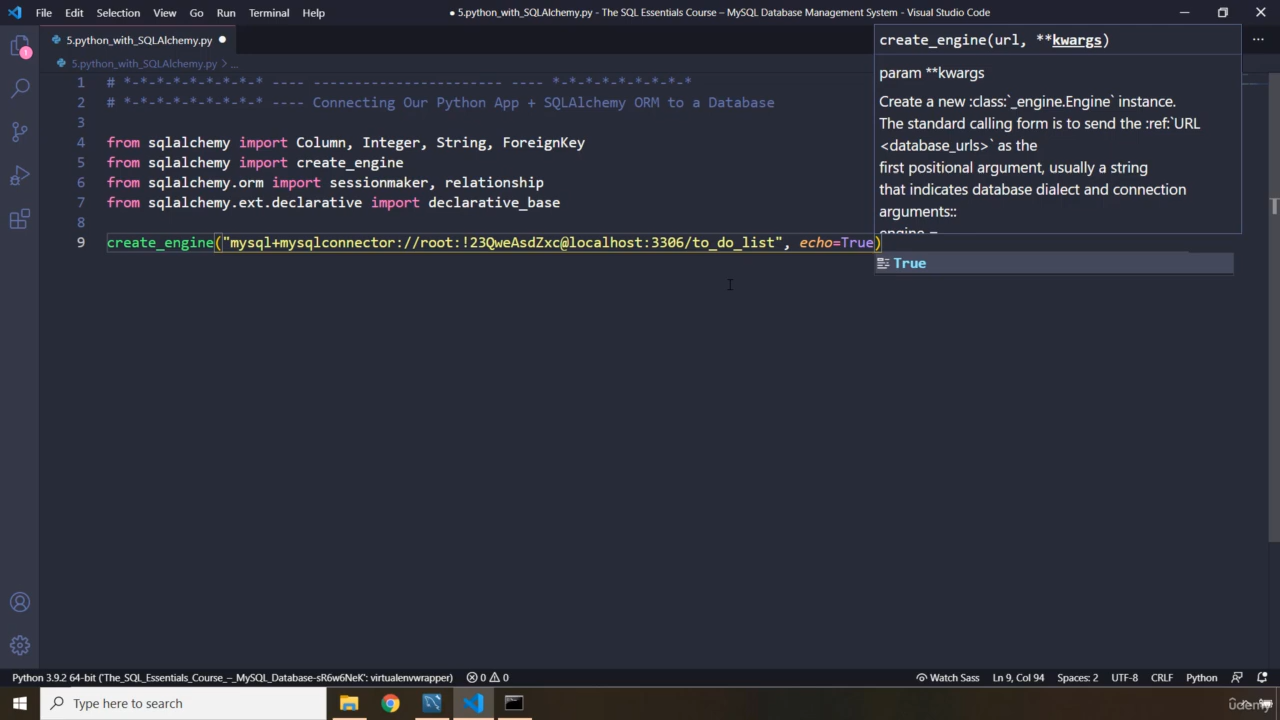 File Edit Selection View Go Run Terminal Help
● 5.python_with_SQLAlchemy.py - The SQL Essentials Course – MySQL Database Management System - Visual Studio Code
5.python_with_SQLAlchemy.py ●
5.python_with_SQLAlchemy.py > ...
1 # *-*-*-*-*-*-*-* ---- ----------------------- ---- *-*-*-*-*-*-*-*
2 # *-*-*-*-*-*-*-* ---- Connecting Our Python App + SQLAlchemy ORM to a Database
3
4 from sqlalchemy import Column, Integer, String, ForeignKey
5 from sqlalchemy import create_engine
6 from sqlalchemy.orm import sessionmaker, relationship
7 from sqlalchemy.ext.declarative import declarative_base
8
9 create_engine("mysql+mysqlconnector://root:!23QweAsdZxc@localhost:3306/to_do_list", echo=True)
create_engine(url, **kwargs)
param **kwargs
Create a new :class:`_engine.Engine` instance.
The standard calling form is to send the :ref:`URL
<database_urls>` as the
first positional argument, usually a string
that indicates database dialect and connection
arguments::
engine =
True
1
Python 3.9.2 64-bit ('The_SQL_Essentials_Course_–_MySQL_Database-sR6w6NeK': virtualenvwrapper) 0 0
Watch Sass Ln 9, Col 94 Spaces: 2 UTF-8 CRLF Python
Type here to search
udemy